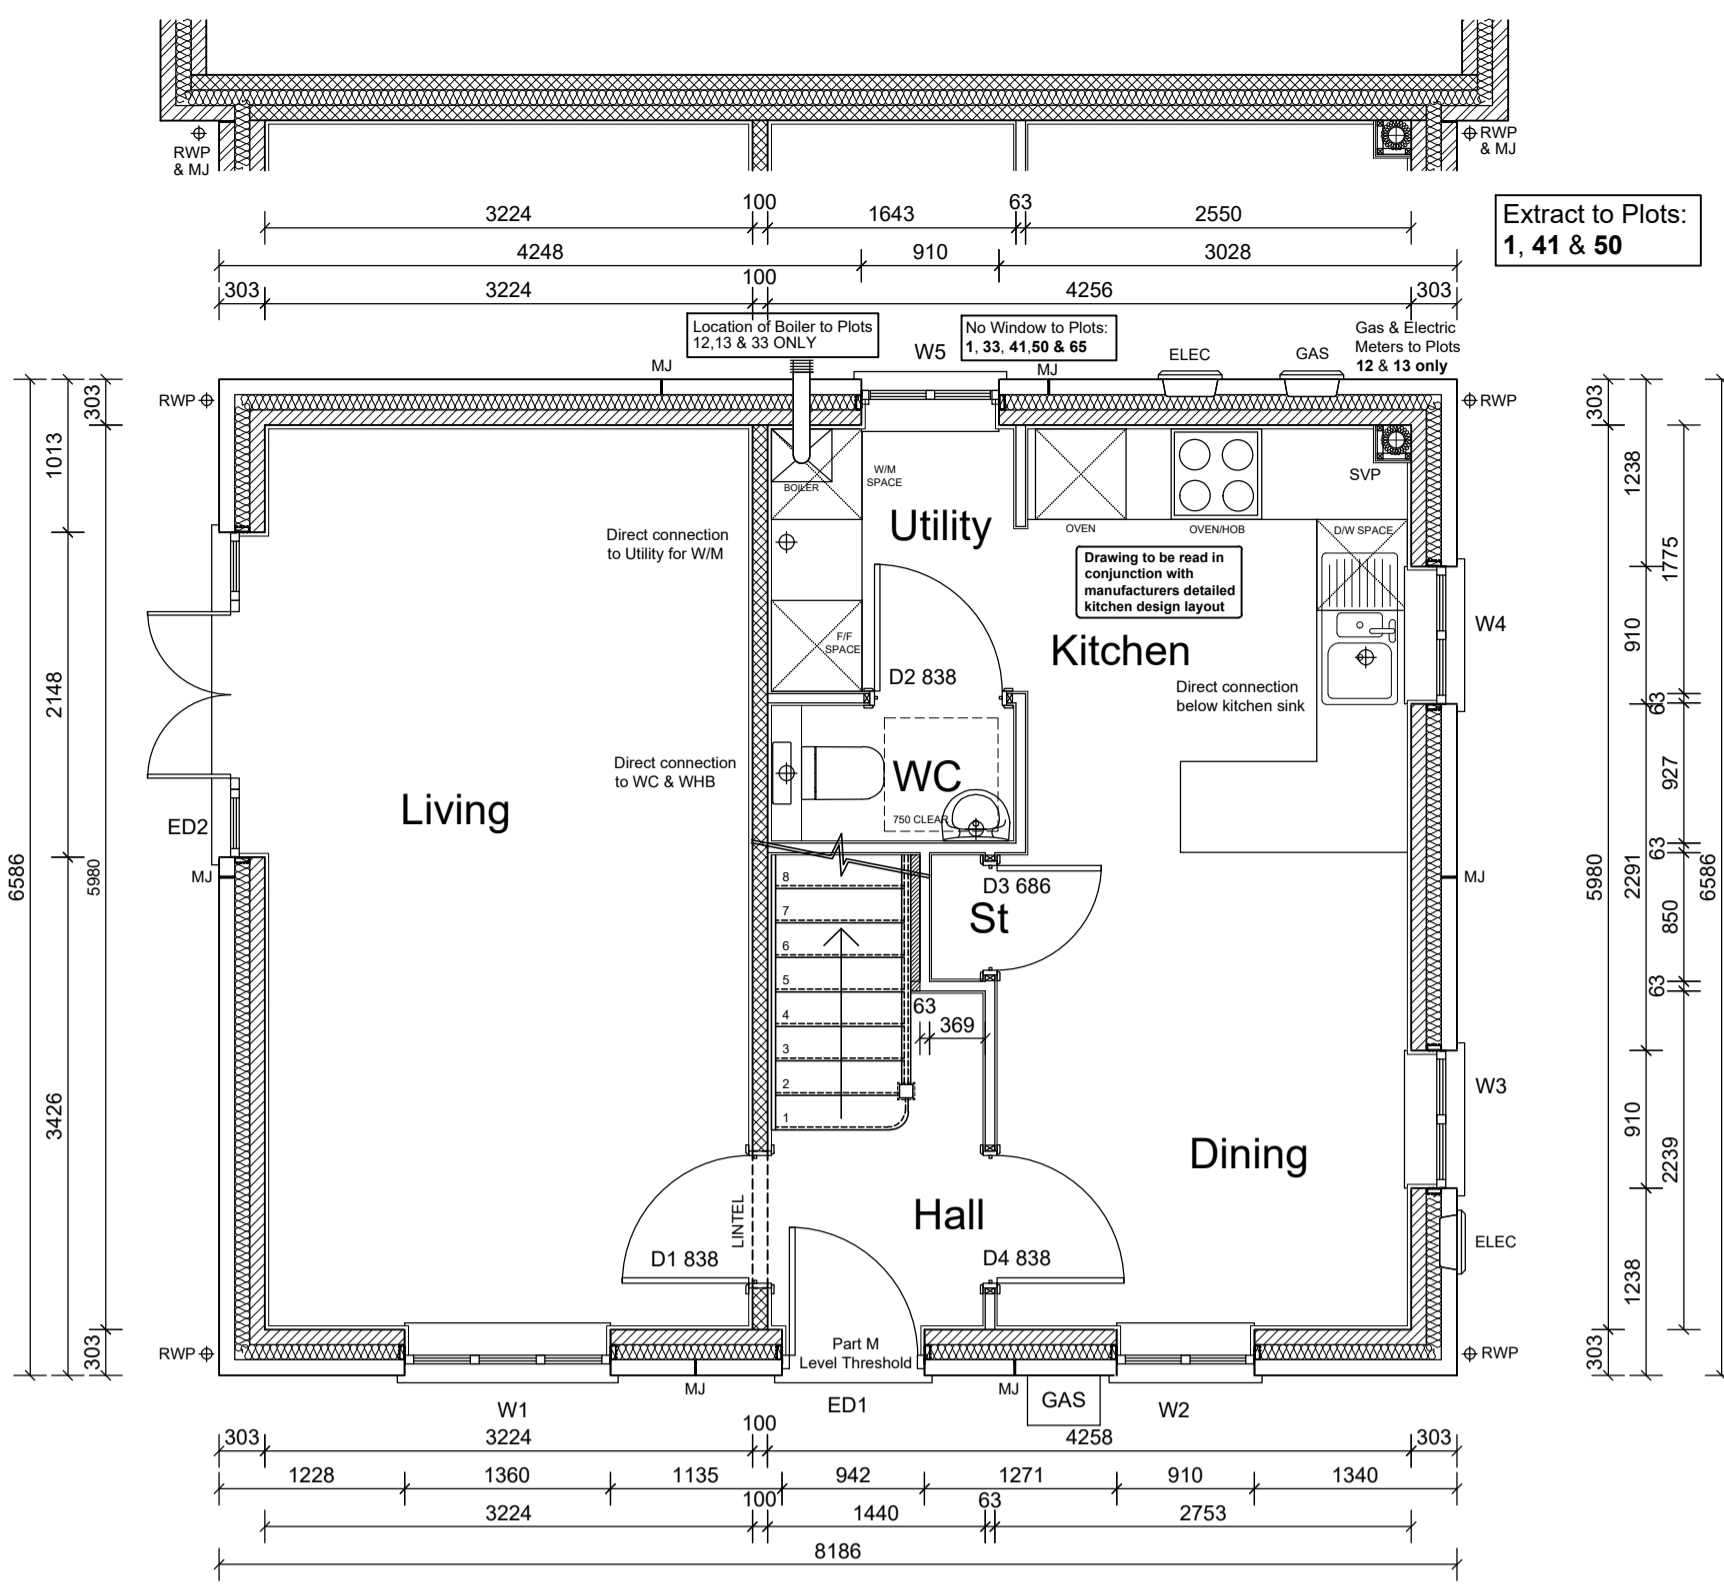 RWP
& MJ
RWP
& MJ
3224
100
1643
63
2550
Extract to Plots:
1, 41 & 50
4248
910
3028
303
3224
100
4256
303
Location of Boiler to Plots
12,13 & 33 ONLY
No Window to Plots:
1, 33, 41,50 & 65
Gas & Electric
Meters to Plots
12 & 13 only
W5
MJ
MJ
ELEC
GAS
RWP
RWP
303
1013
2148
3426
6586
5980
303
303
1238
1775
910
63
927
63
2291
5980
850
63
6586
910
2239
1238
303
BOILER
W/M
SPACE
Utility
SVP
OVEN
OVEN/HOB
D/W SPACE
Direct connection
to Utility for W/M
Drawing to be read in
conjunction with
manufacturers detailed
kitchen design layout
F/F
SPACE
D2 838
Kitchen
W4
Direct connection
below kitchen sink
Direct connection
to WC & WHB
WC
750 CLEAR
Living
ED2
MJ
MJ
8
7
6
5
4
3
2
1
D3 686
St
63
369
W3
Dining
Hall
LINTEL
D1 838
D4 838
ELEC
Part M
Level Threshold
RWP
RWP
MJ
MJ
GAS
W1
ED1
W2
303
3224
100
4258
303
1228
1360
1135
942
1271
910
1340
3224
100
1440
63
2753
8186